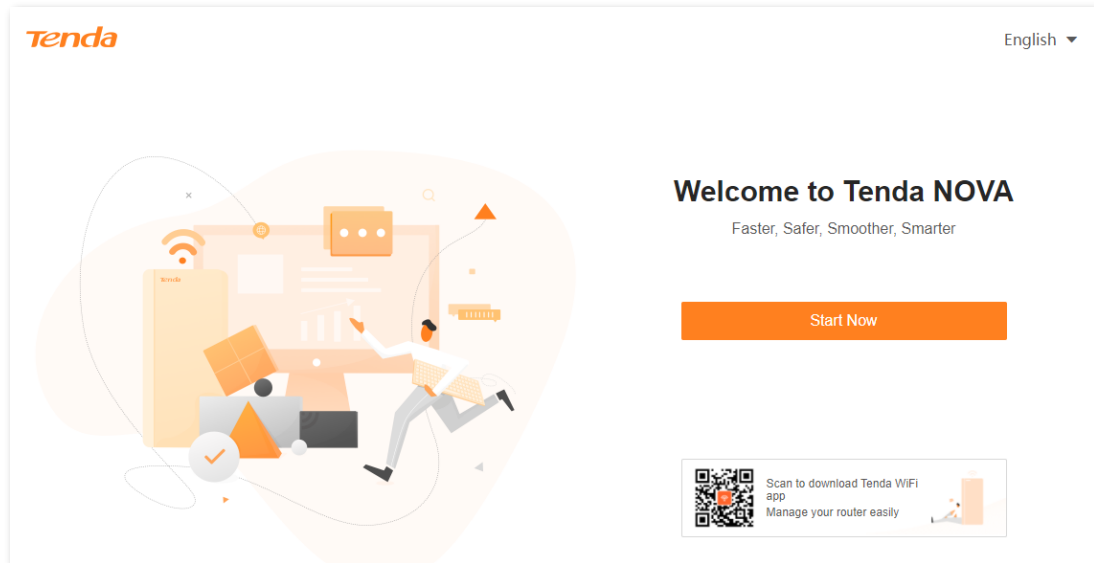 Tenda
English
Welcome to Tenda NOVA
Faster, Safer, Smoother, Smarter
Tenda
Start Now
Scan to download Tenda WiFi
app
Manage your router easily